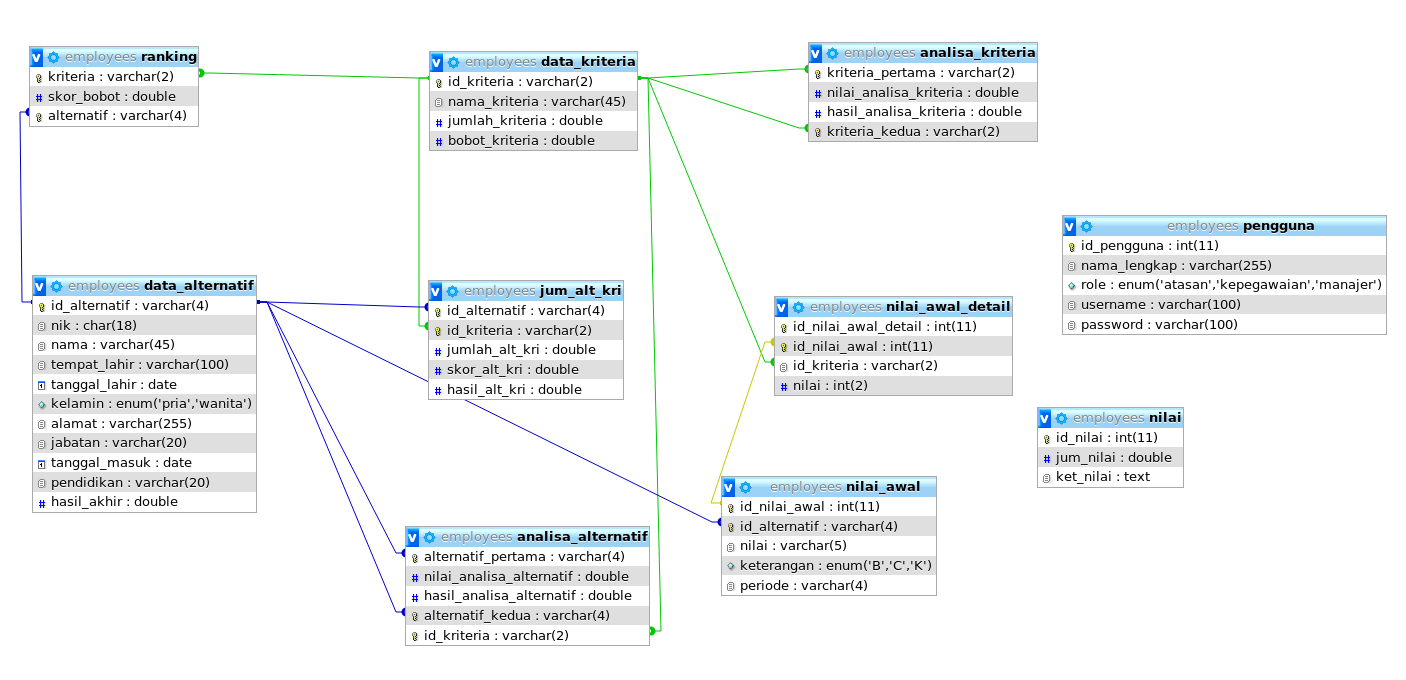 employees ranking
kriteria : varchar(2)
skor_bobot : double
alternatif : varchar(4)
employees data_kriteria
id_kriteria : varchar(2)
nama_kriteria : varchar(45)
jumlah_kriteria : double
bobot_kriteria : double
employees analisa_kriteria
kriteria_pertama : varchar(2)
nilai_analisa_kriteria : double
hasil_analisa_kriteria : double
kriteria_kedua : varchar(2)
employees pengguna
id_pengguna : int(11)
nama_lengkap : varchar(255)
role : enum('atasan','kepegawaian','manajer')
username : varchar(100)
password : varchar(100)
employees data_alternatif
id_alternatif : varchar(4)
nik : char(18)
nama : varchar(45)
tempat_lahir : varchar(100)
tanggal_lahir : date
kelamin : enum('pria','wanita')
alamat : varchar(255)
jabatan : varchar(20)
tanggal_masuk : date
pendidikan : varchar(20)
hasil_akhir : double
employees jum_alt_kri
id_alternatif : varchar(4)
id_kriteria : varchar(2)
jumlah_alt_kri : double
skor_alt_kri : double
hasil_alt_kri : double
employees nilai_awal_detail
id_nilai_awal_detail : int(11)
id_nilai_awal : int(11)
id_kriteria : varchar(2)
nilai : int(2)
employees nilai
id_nilai : int(11)
jum_nilai : double
ket_nilai : text
employees nilai_awal
id_nilai_awal : int(11)
id_alternatif : varchar(4)
nilai : varchar(5)
keterangan : enum('B','C','K')
periode : varchar(4)
employees analisa_alternatif
alternatif_pertama : varchar(4)
nilai_analisa_alternatif : double
hasil_analisa_alternatif : double
alternatif_kedua : varchar(4)
id_kriteria : varchar(2)